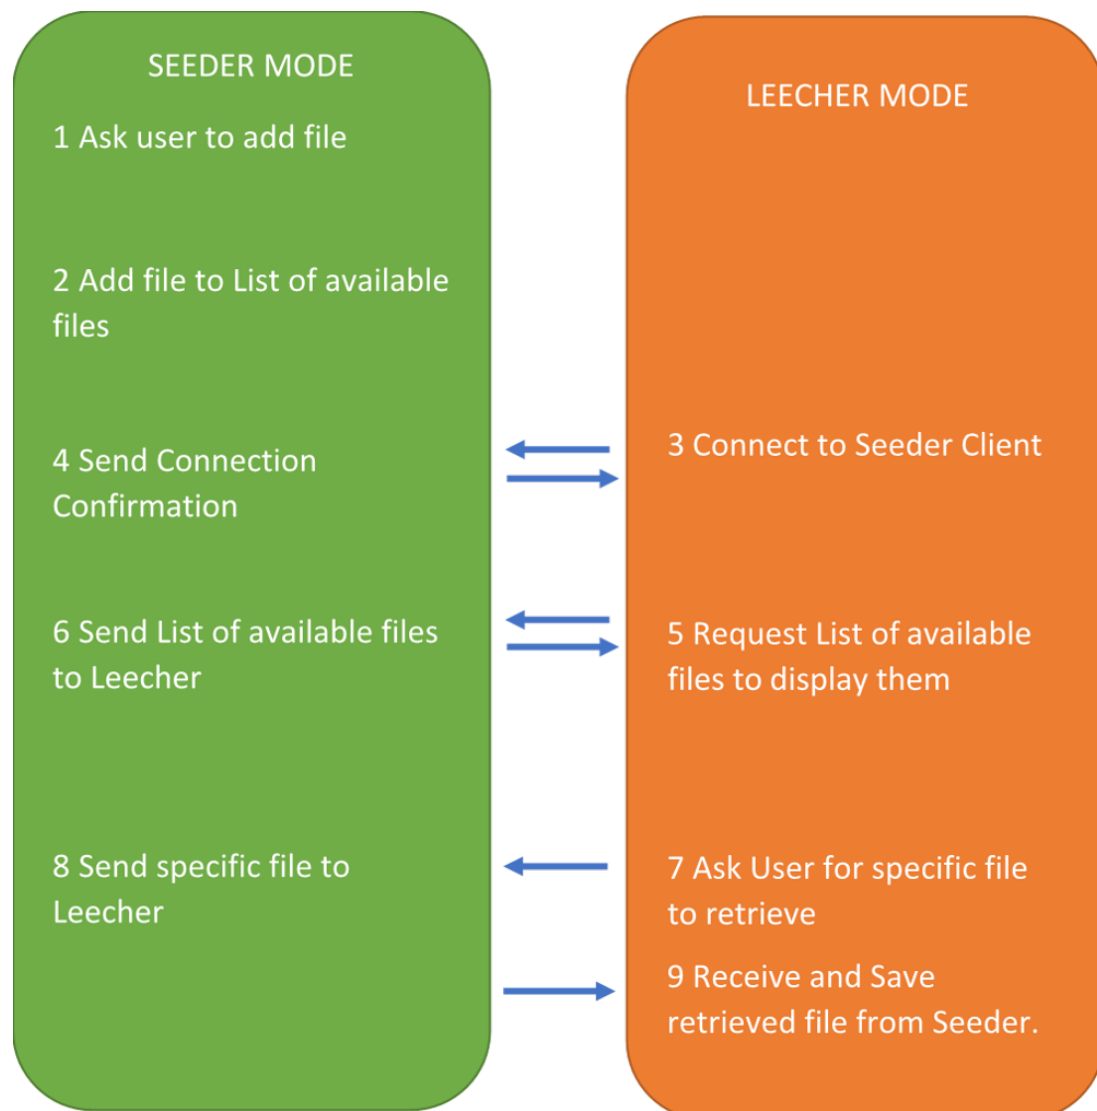 SEEDER MODE
1 Ask user to add file
2 Add file to List of available
files
4 Send Connection
Confirmation
6 Send List of available files
to Leecher
8 Send specific file to
Leecher
LEECHER MODE
3 Connect to Seeder Client
5 Request List of available
files to display them
7 Ask User for specific file
to retrieve
9 Receive and Save
retrieved file from Seeder.